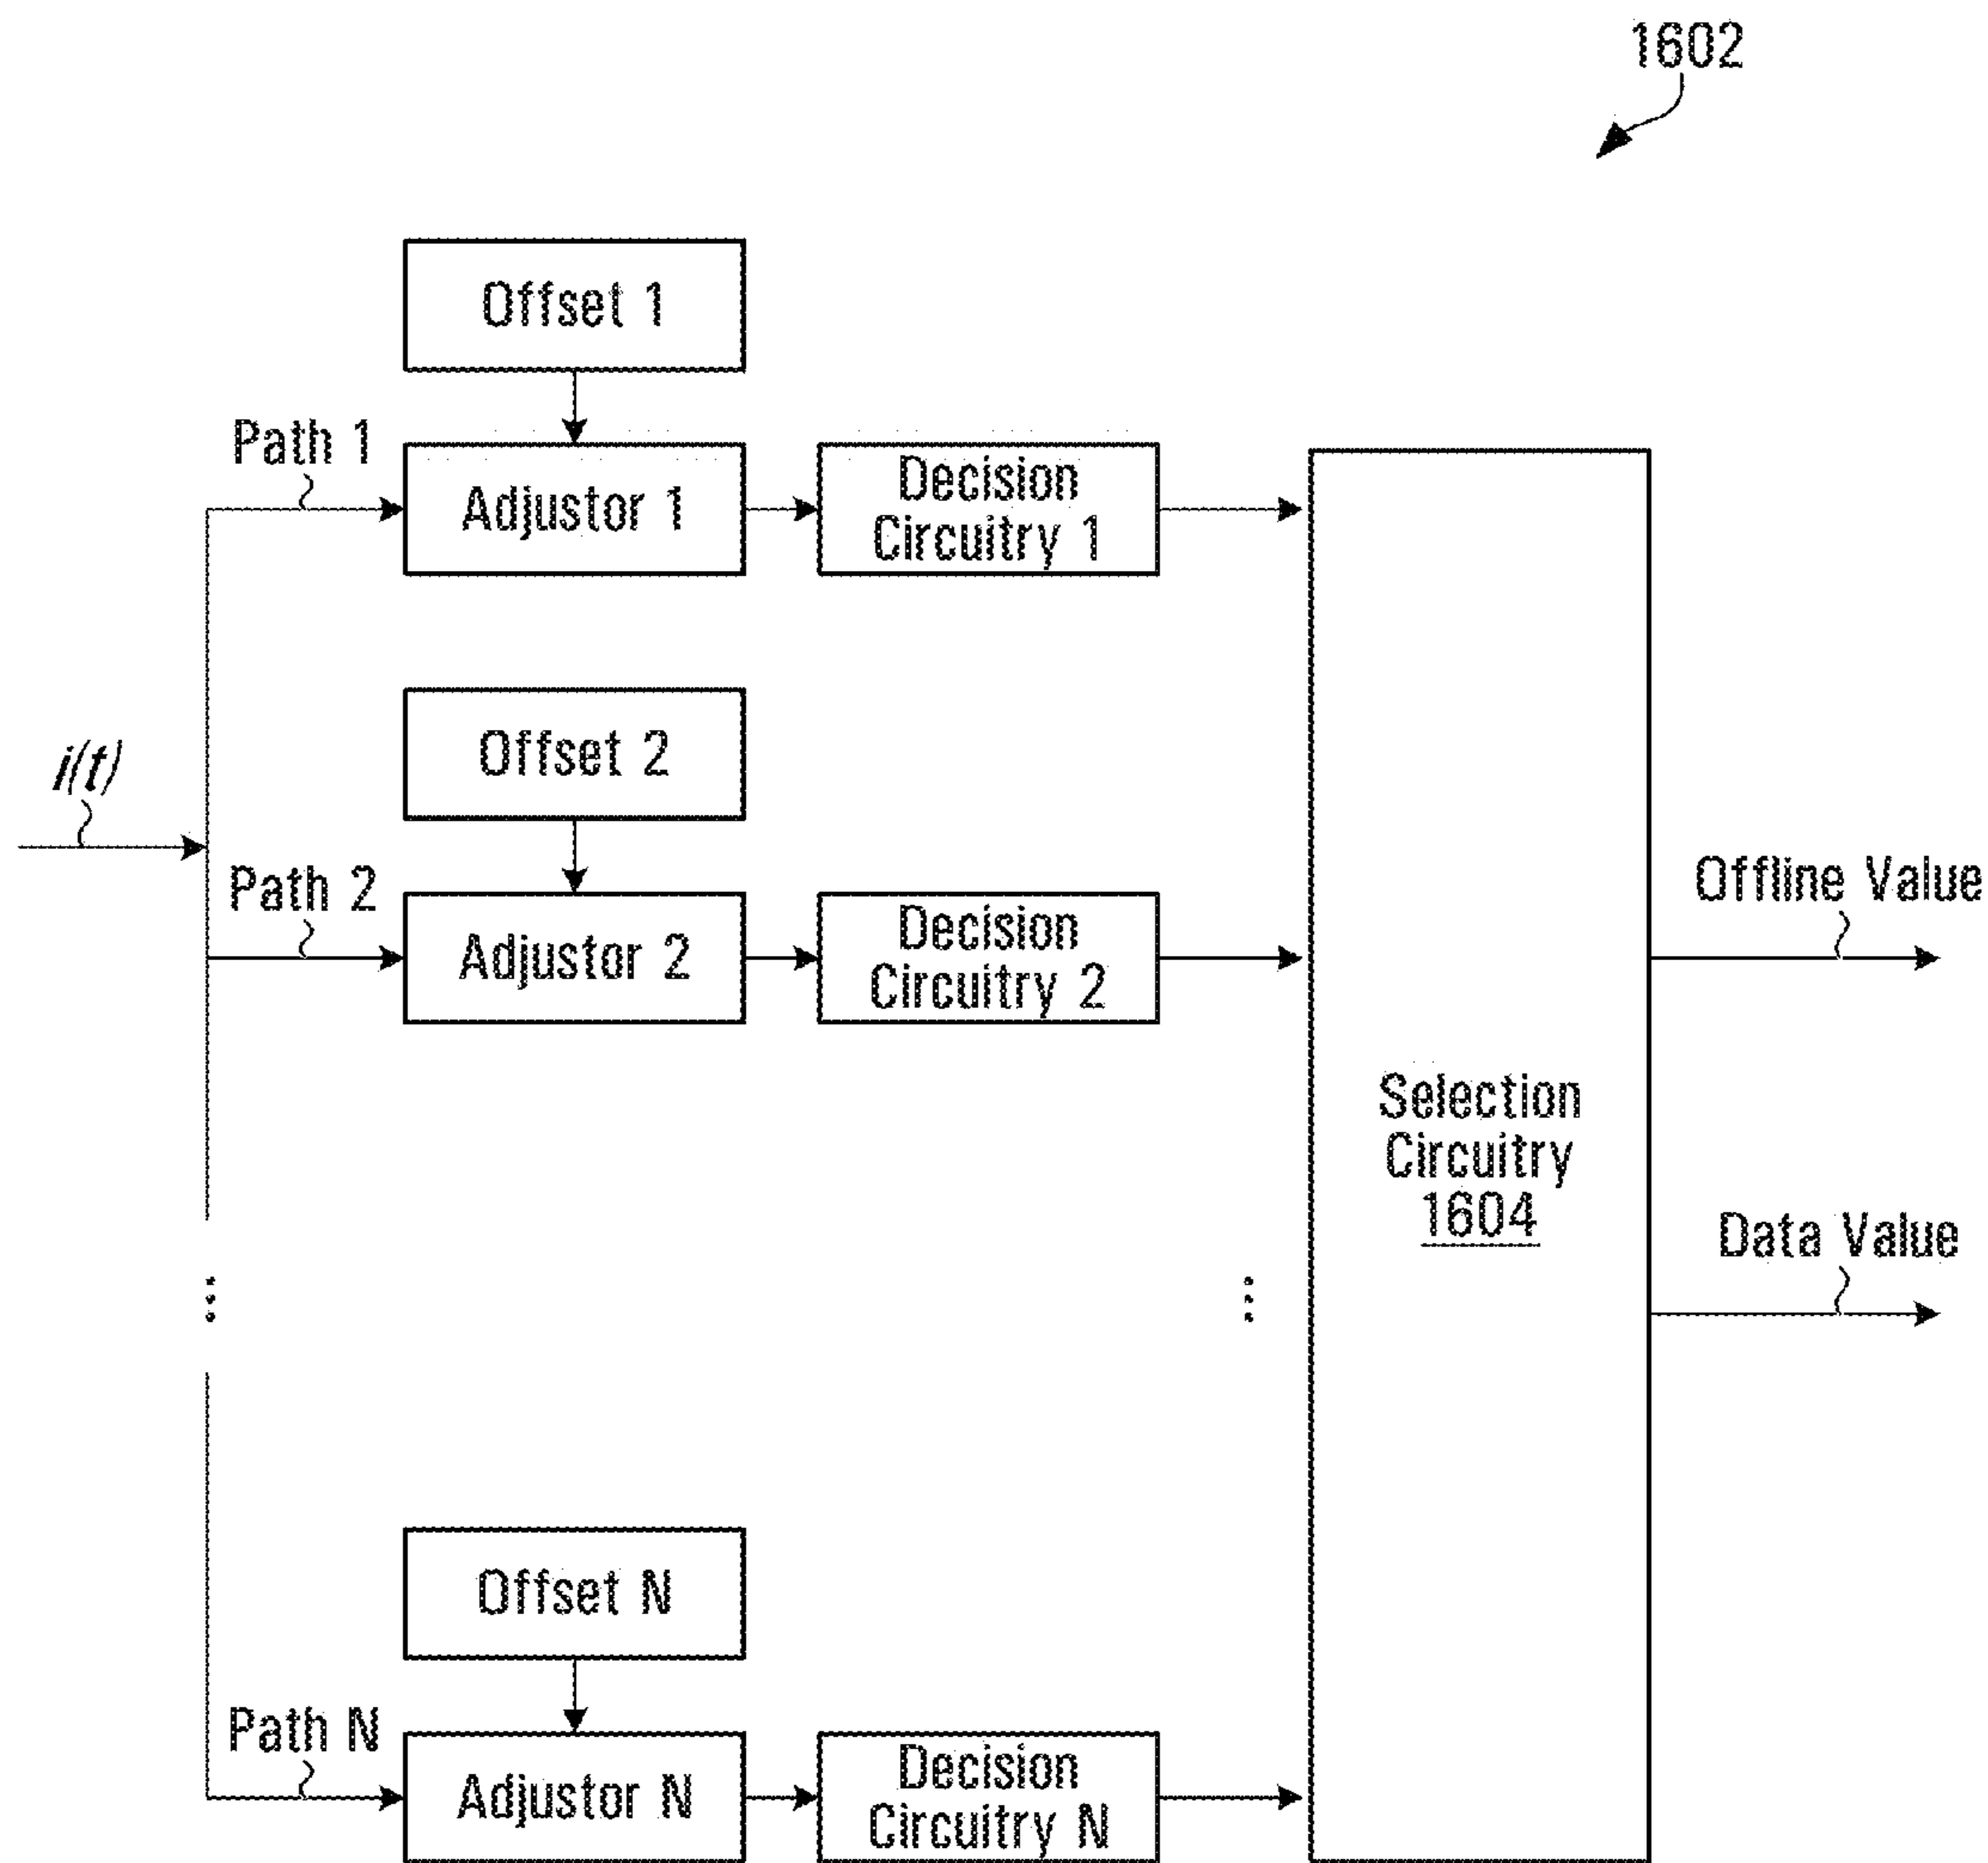 1602
Offset 1
Path 1
Adjustor 1
Decision
Circuitry 1
Offset 2
i(t)
Path 2
Adjustor 2
Decision
Circuitry 2
Offline Value
Selection
Circuitry
1604
Data Value
Offset N
Path N
Adjustor N
Decision
Circuitry N